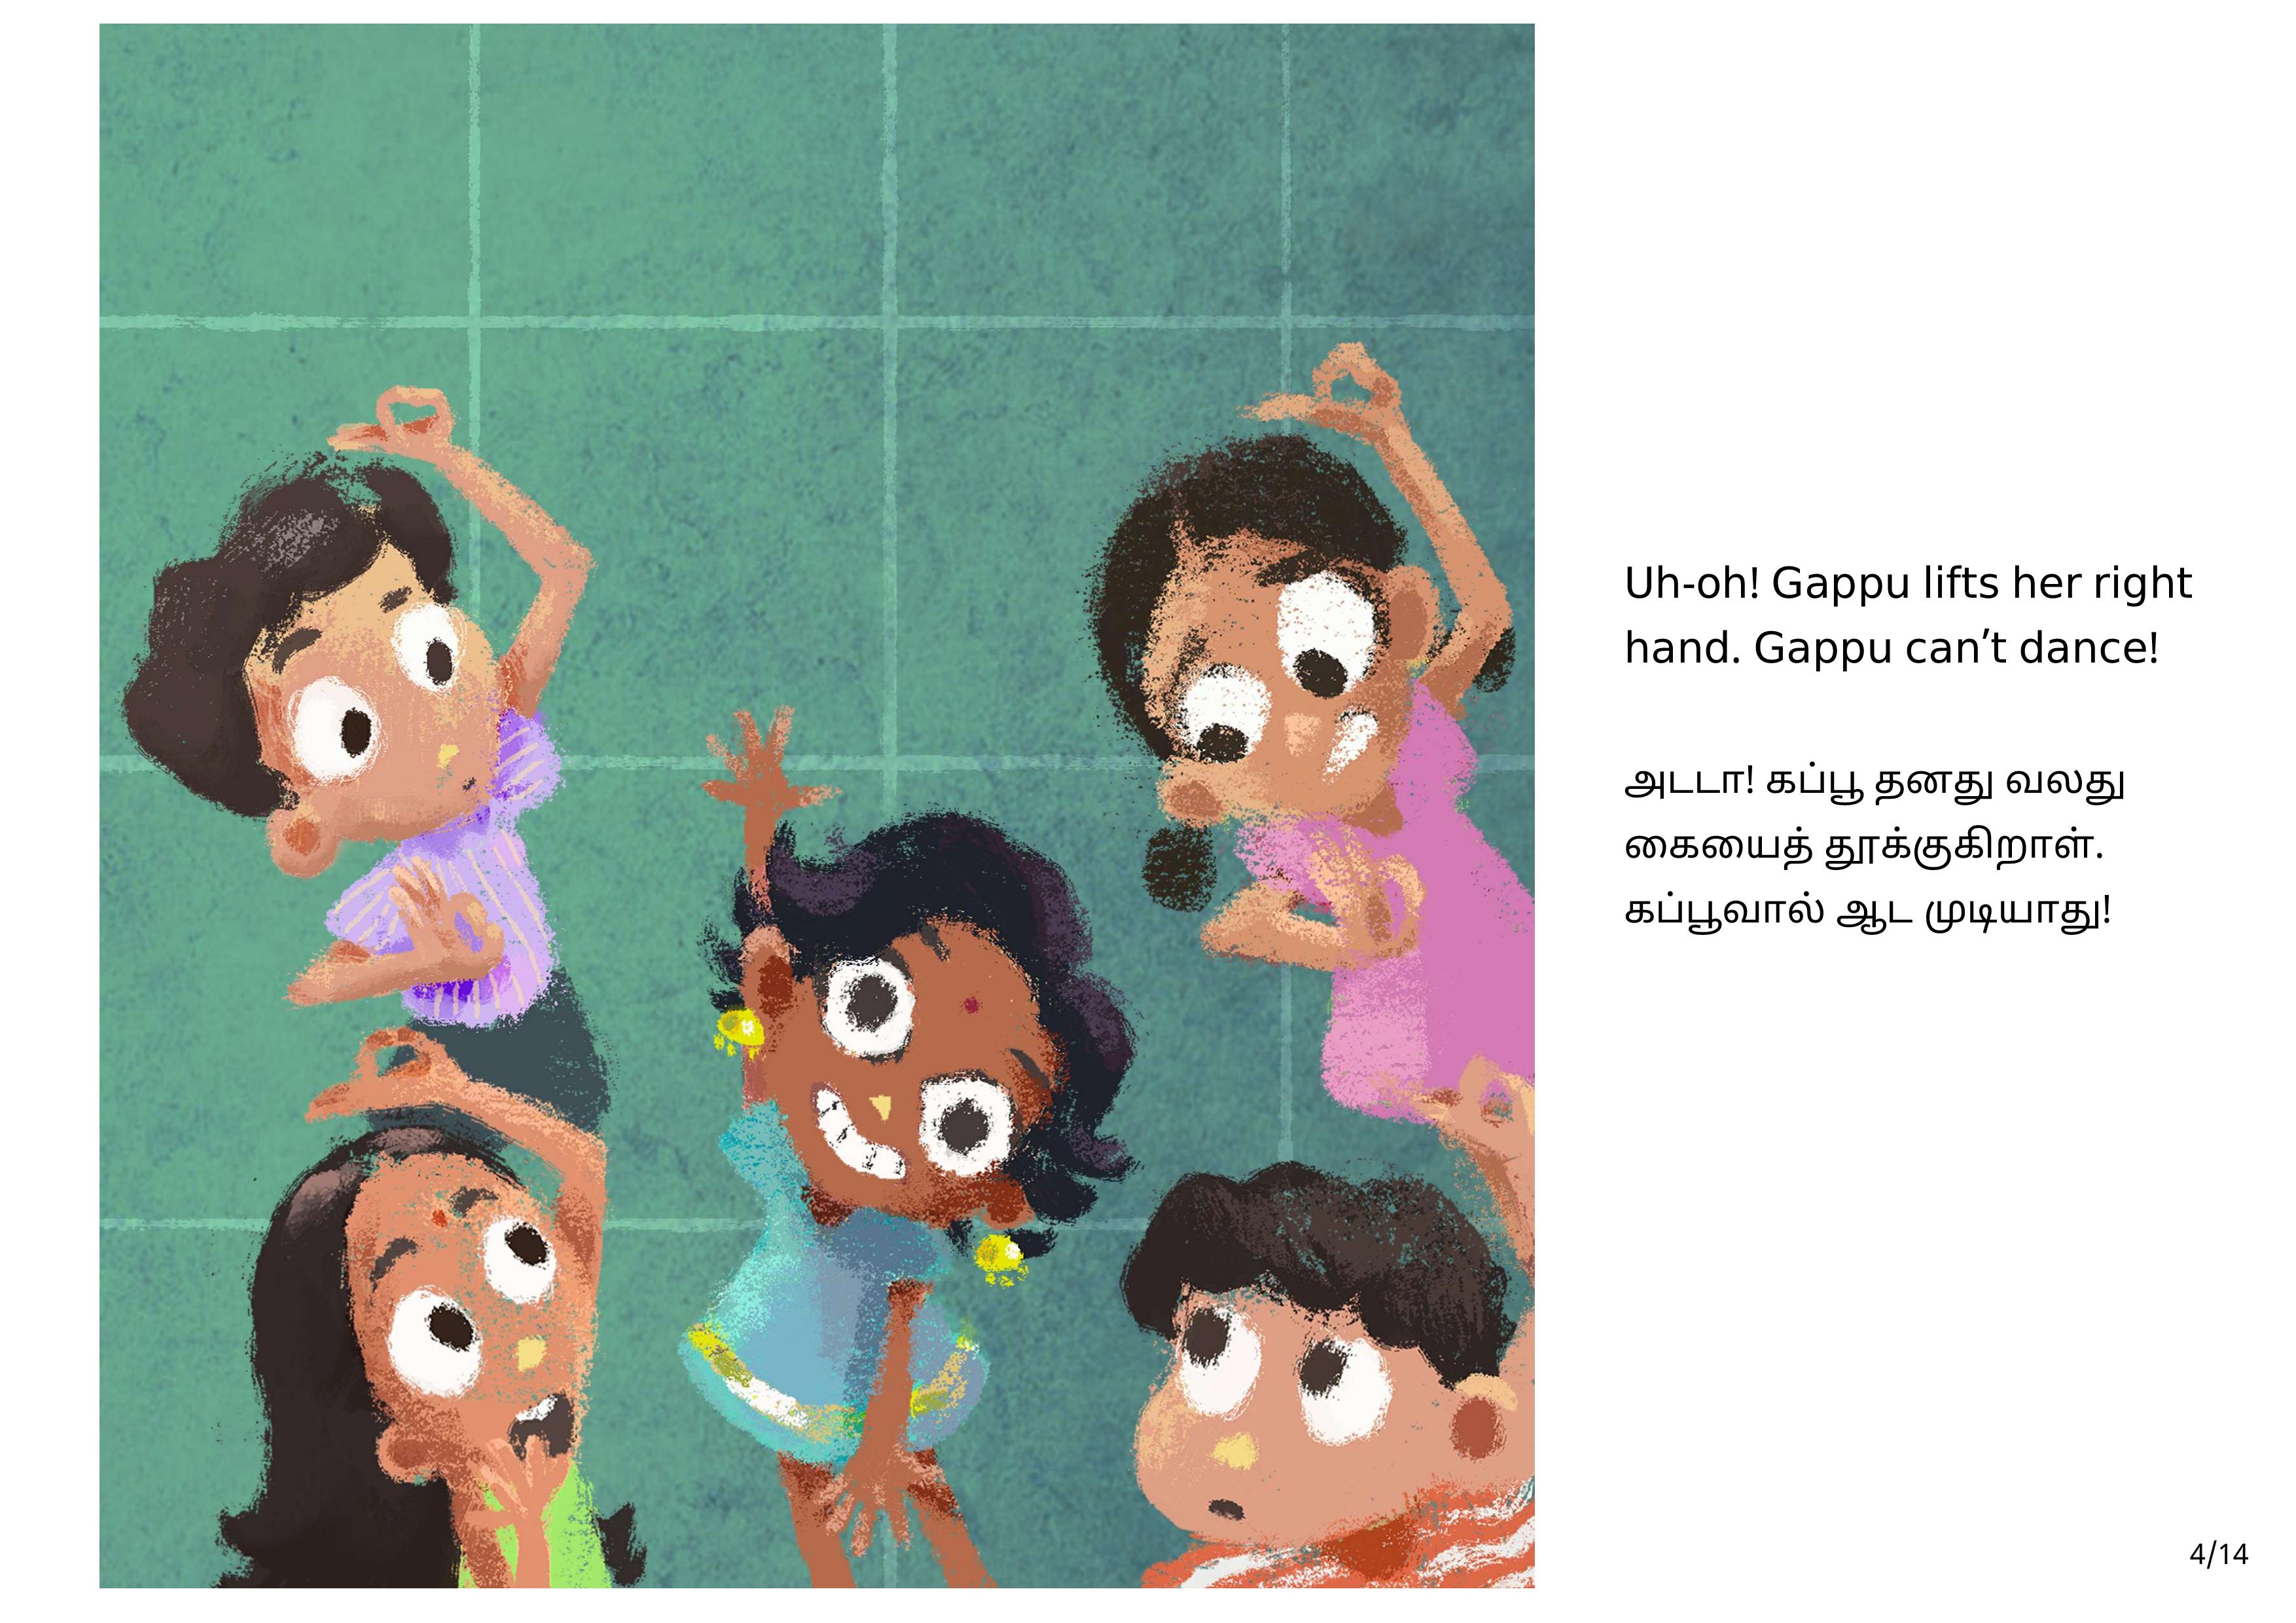 Uh-oh! Gappu lifts her right
hand. Gappu can’t dance!
அடடா! கப்பூ தனது வலது
கையைத் தூக்குகிறாள்.
கப்பூவால் ஆட முடியாது!
4/14